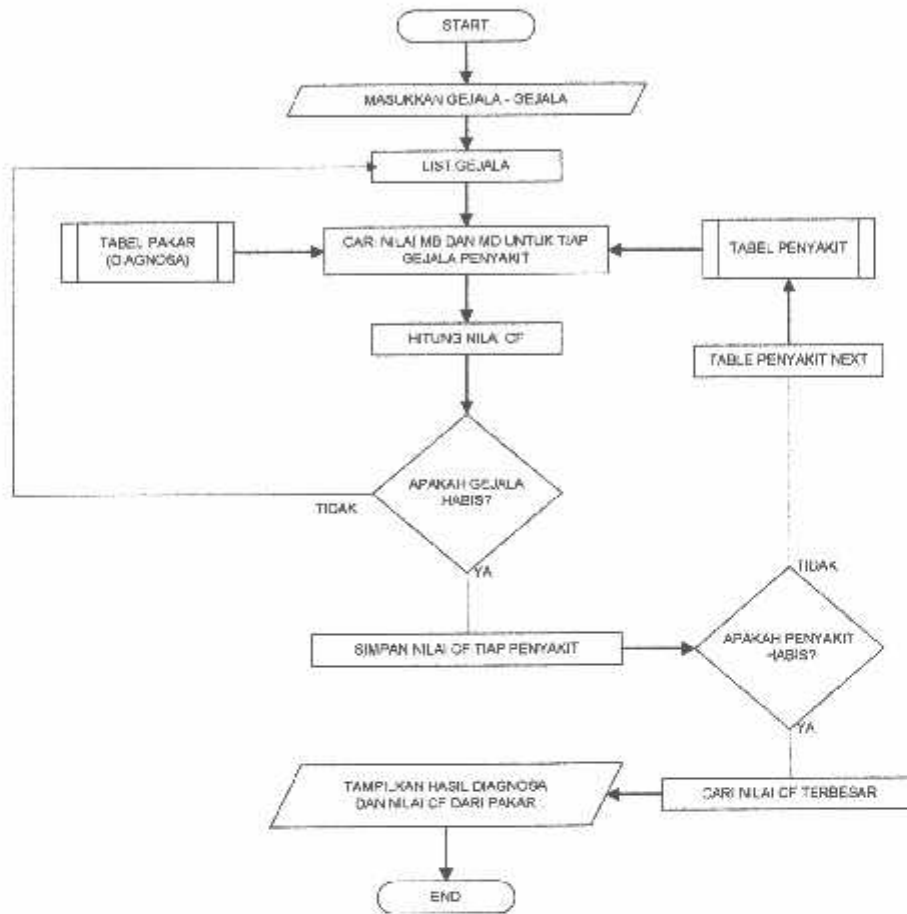 START
MASUKKAN GEJALA - GEJALA
LIST GEJALA
TABEL PAKAR
(DIAGNOSA)
CARI NILAI MB DAN MD UNTUK TIAP
GEJALA PENYAKIT
TABEL PENYAKIT
HITUNG NILAI CF
TABLE PENYAKIT NEXT
APAKAH GEJALA
HABIS?
TIDAK
YA
TIDAK
SIMPAN NILAI CF TIAP PENYAKIT
APAKAH PENYAKIT
HABIS?
YA
TAMPILKAN HASIL DIAGNOSA
DAN NILAI CF DARI PAKAR
CARI NILAI CF TERBESAR
END